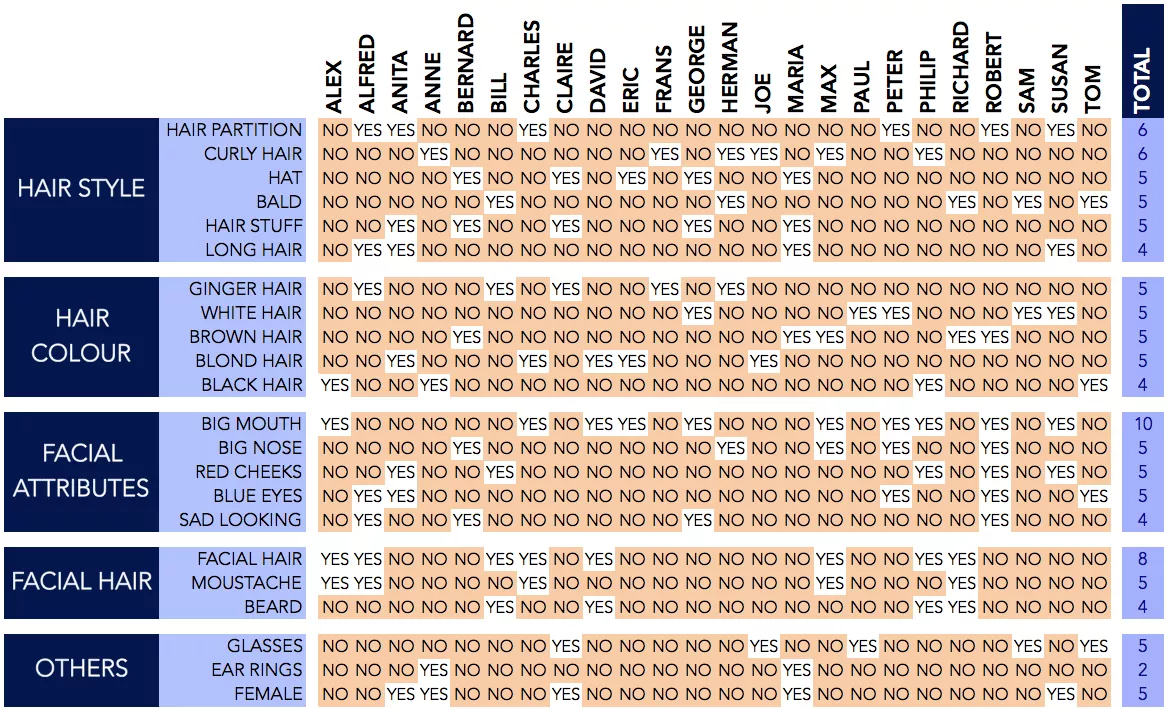 ALEX ALFRED ANITA ANNE BERNARD BILL CHARLES CLAIRE DAVID ERIC FRANS GEORGE HERMAN JOE MARIA MAX PAUL PETER PHILIP RICHARD ROBERT SAM SUSAN TOM TOTAL
HAIR STYLE
HAIR PARTITION NO YES YES NO NO NO YES NO NO NO NO NO NO NO NO NO NO YES NO NO YES NO YES NO 6
CURLY HAIR NO NO NO YES NO NO NO NO NO NO YES NO YES YES NO YES NO NO YES NO NO NO NO NO 6
HAT NO NO NO NO YES NO NO YES NO YES NO YES NO NO YES NO NO NO NO NO NO NO NO NO 5
BALD NO NO NO NO NO YES NO NO NO NO NO NO YES NO NO NO NO NO NO YES NO YES NO YES 5
HAIR STUFF NO NO YES NO YES NO NO YES NO NO NO YES NO NO YES NO NO NO NO NO NO NO NO NO 5
LONG HAIR NO YES YES NO NO NO NO NO NO NO NO NO NO NO YES NO NO NO NO NO NO NO YES NO 4
HAIR
COLOUR
GINGER HAIR NO YES NO NO NO YES NO YES NO NO YES NO YES NO NO NO NO NO NO NO NO NO NO NO 5
WHITE HAIR NO NO NO NO NO NO NO NO NO NO NO YES NO NO NO NO YES YES NO NO NO YES YES NO 5
BROWN HAIR NO NO NO NO YES NO NO NO NO NO NO NO NO NO YES YES NO NO NO YES YES NO NO NO 5
BLOND HAIR NO NO YES NO NO NO YES NO YES YES NO NO NO YES NO NO NO NO NO NO NO NO NO NO 5
BLACK HAIR YES NO NO YES NO NO NO NO NO NO NO NO NO NO NO NO NO NO YES NO NO NO NO YES 4
FACIAL
ATTRIBUTES
BIG MOUTH YES NO NO NO NO NO YES NO YES YES NO YES NO NO NO YES NO YES YES NO YES NO YES NO 10
BIG NOSE NO NO NO NO YES NO NO NO NO NO NO NO YES NO NO YES NO YES NO NO YES NO NO NO 5
RED CHEEKS NO NO YES NO NO YES NO NO NO NO NO NO NO NO NO NO NO NO YES NO YES NO YES NO 5
BLUE EYES NO YES YES NO NO NO NO NO NO NO NO NO NO NO NO NO NO YES NO NO YES NO NO YES 5
SAD LOOKING NO YES NO NO YES NO NO NO NO NO NO YES NO NO NO NO NO NO NO NO YES NO NO NO 4
FACIAL HAIR
FACIAL HAIR YES YES NO NO NO YES YES NO YES NO NO NO NO NO NO YES NO NO YES YES NO NO NO NO 8
MOUSTACHE YES YES NO NO NO NO YES NO NO NO NO NO NO NO NO YES NO NO NO YES NO NO NO NO 5
BEARD NO NO NO NO NO YES NO NO YES NO NO NO NO NO NO NO NO NO YES YES NO NO NO NO 4
OTHERS
GLASSES NO NO NO NO NO NO NO YES NO NO NO NO NO YES NO NO YES NO NO NO NO YES NO YES 5
EAR RINGS NO NO NO YES NO NO NO NO NO NO NO NO NO NO YES NO NO NO NO NO NO NO NO NO 2
FEMALE NO NO YES YES NO NO NO YES NO NO NO NO NO NO YES NO NO NO NO NO NO NO YES NO 5